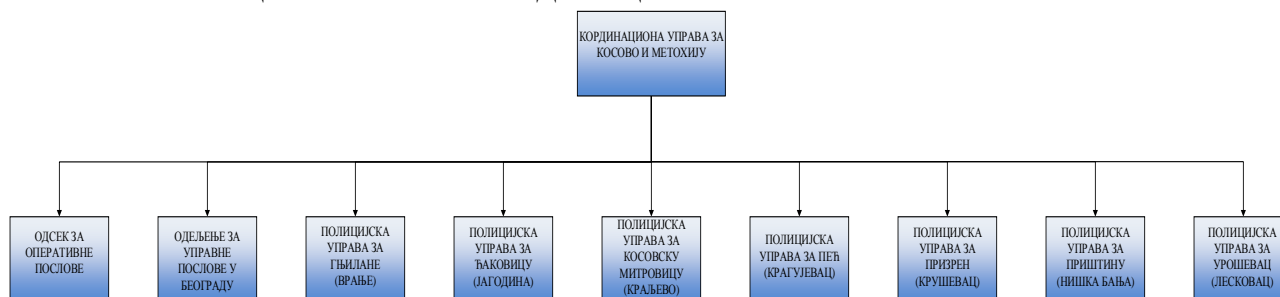 КОРДИНАЦИОНА УПРАВА ЗА
КОСОВО И МЕТОХИЈУ
ОДСЕК ЗА
ОПЕРАТИВНЕ
ПОСЛОВЕ
ОДЕЉЕЊЕ ЗА
УПРАВНЕ
ПОСЛОВЕ У
БЕОГРАДУ
ПОЛИЦИЈСКА
УПРАВА ЗА
ГЊИЛАНЕ
(ВРАЊЕ)
ПОЛИЦИЈСКА
УПРАВА ЗА
ЂАКОВИЦУ
(ЈАГОДИНА)
ПОЛИЦИЈСКА
УПРАВА ЗА
КОСОВСКУ
МИТРОВИЦУ
(КРАЉЕВО)
ПОЛИЦИЈСКА
УПРАВА ЗА ПЕЋ
(КРАГУЈЕВАЦ)
ПОЛИЦИЈСКА
УПРАВА ЗА
ПРИЗРЕН
(КРУШЕВАЦ)
ПОЛИЦИЈСКА
УПРАВА ЗА
ПРИШТИНУ
(НИШКА БАЊА)
ПОЛИЦИЈСКА
УПРАВА ЗА
УРОШЕВАЦ
(ЛЕСКОВАЦ)